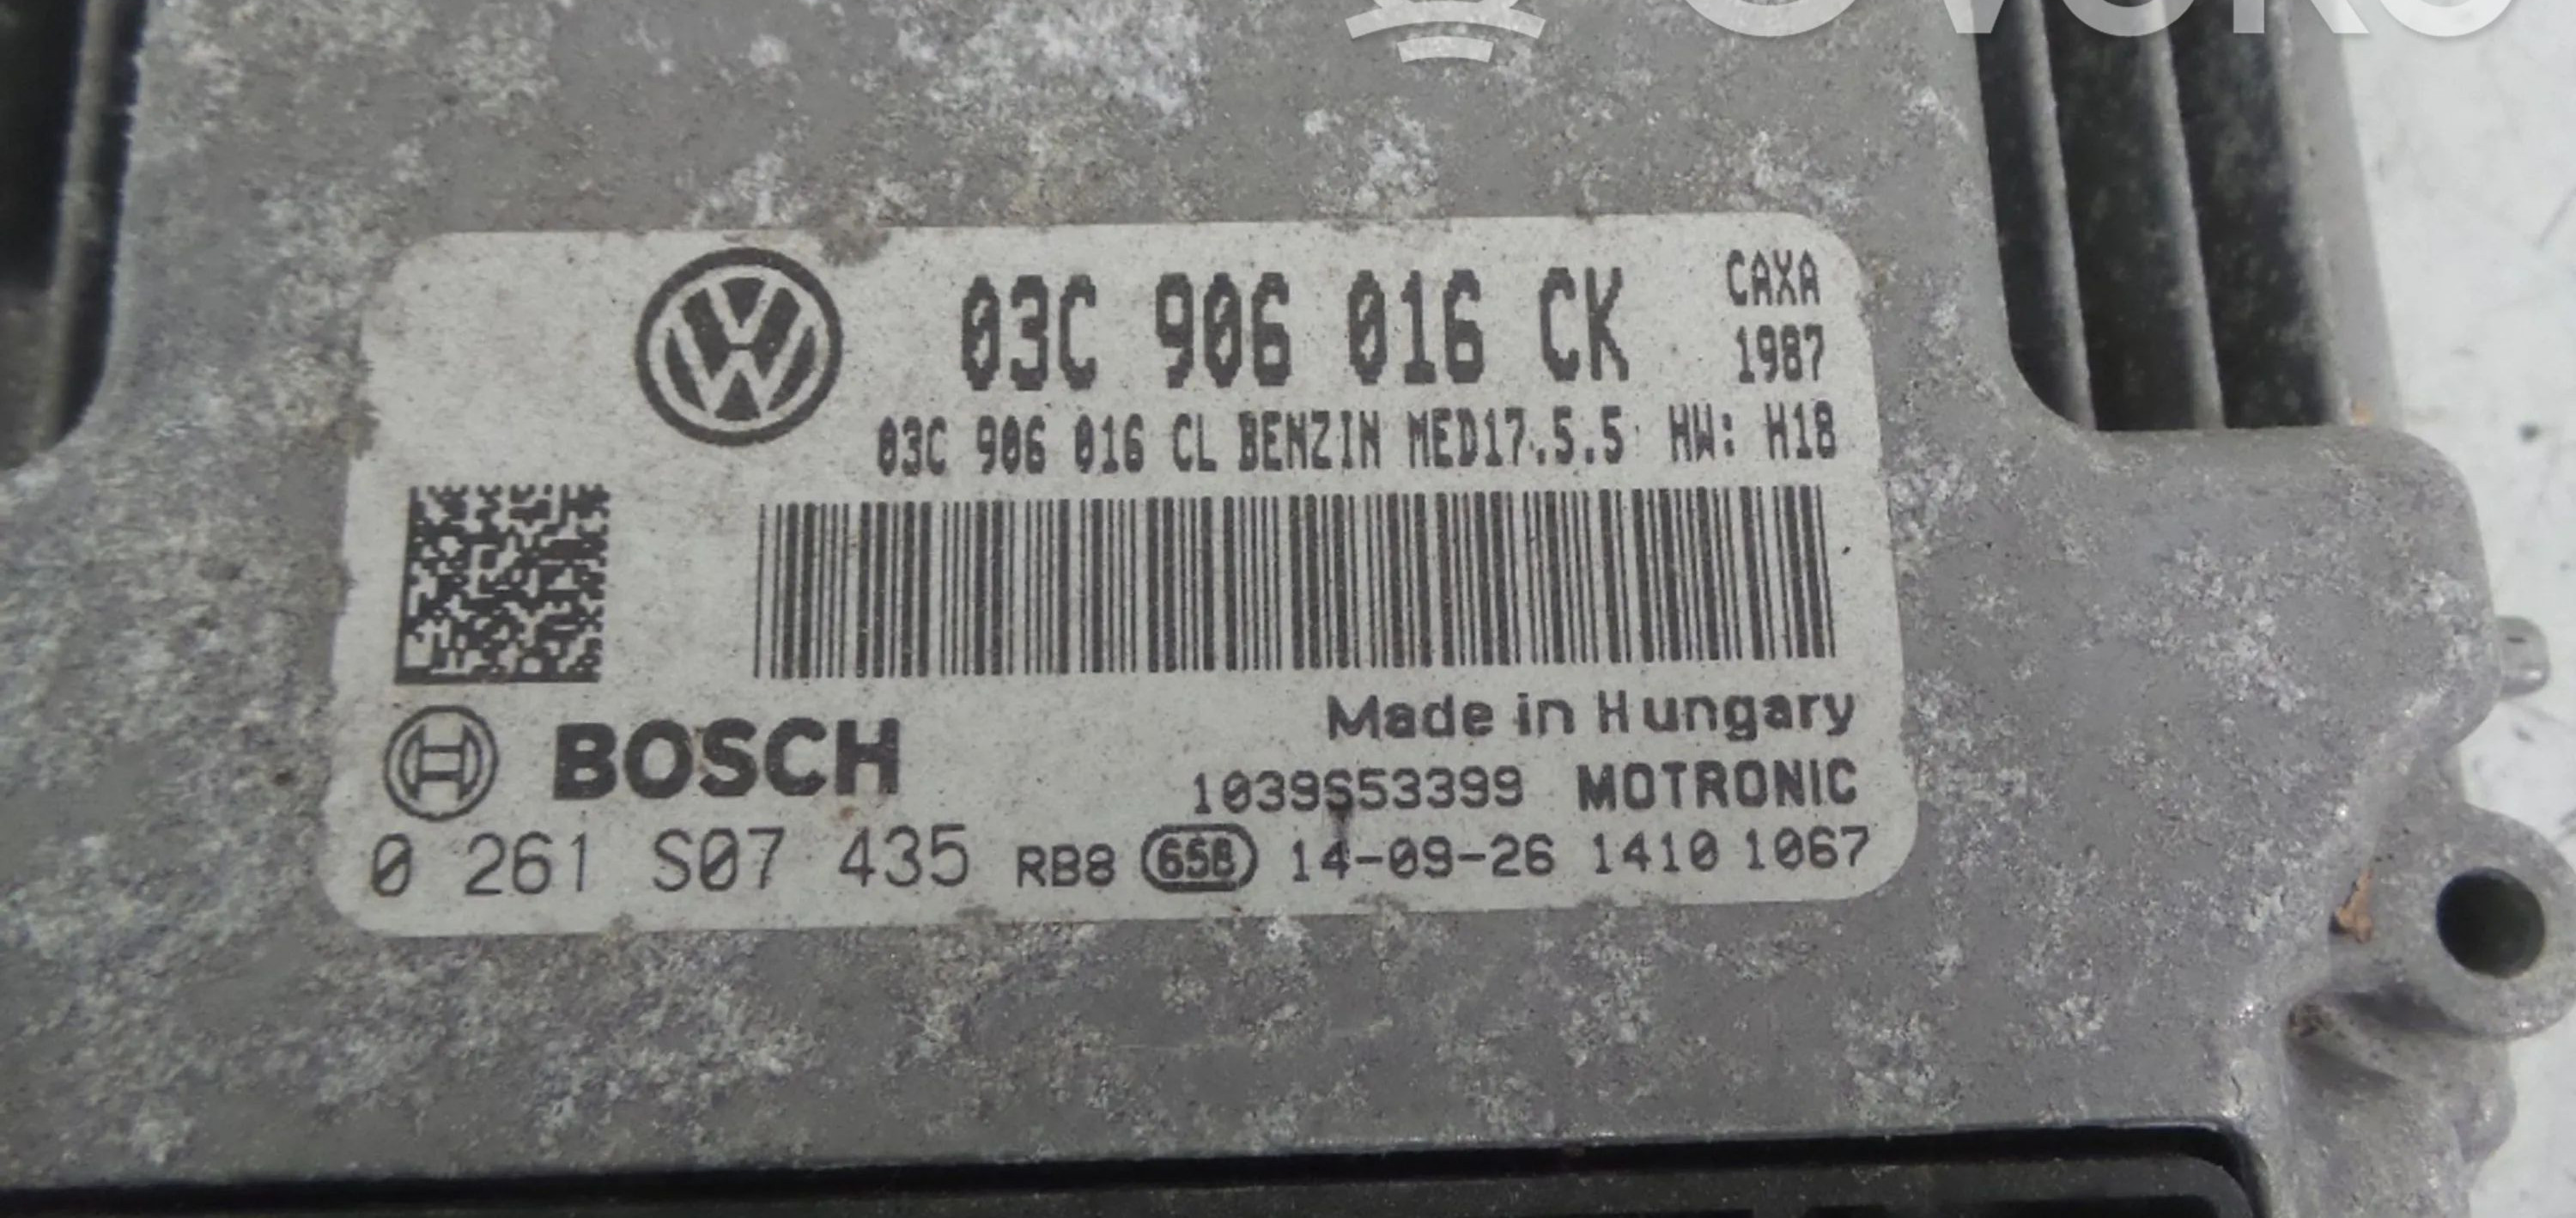 03C 906 016 CK
CAXA
1987
03C 906 016 CL BENZIN MED17.5.5 HW: H18
Made in Hungary
BOSCH
1039S53399 MOTRONIC
0 261 S07 435 RB8 65B 14-09-26 1410 1067